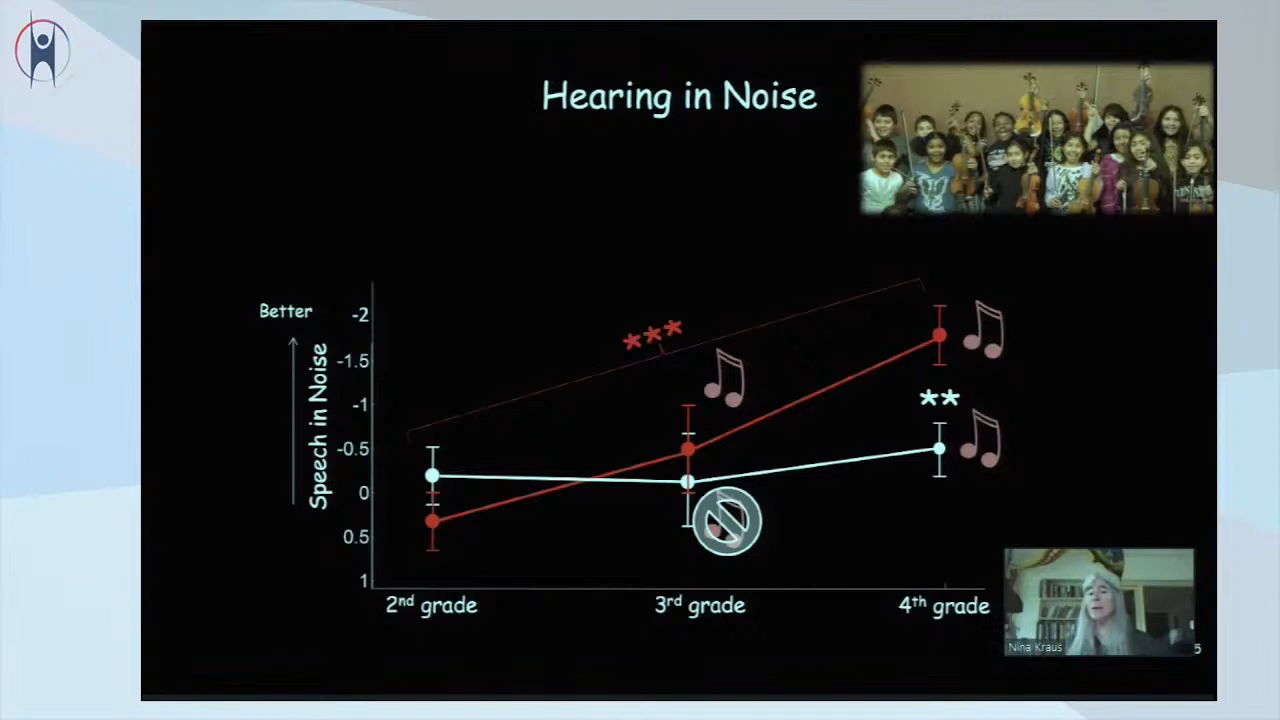 Hearing in Noise
Better
Speech in Noise
-2
-1.5
-1
-0.5
0
0.5
1
***
**
2nd grade
3rd grade
4th grade
Nina Kraus
5